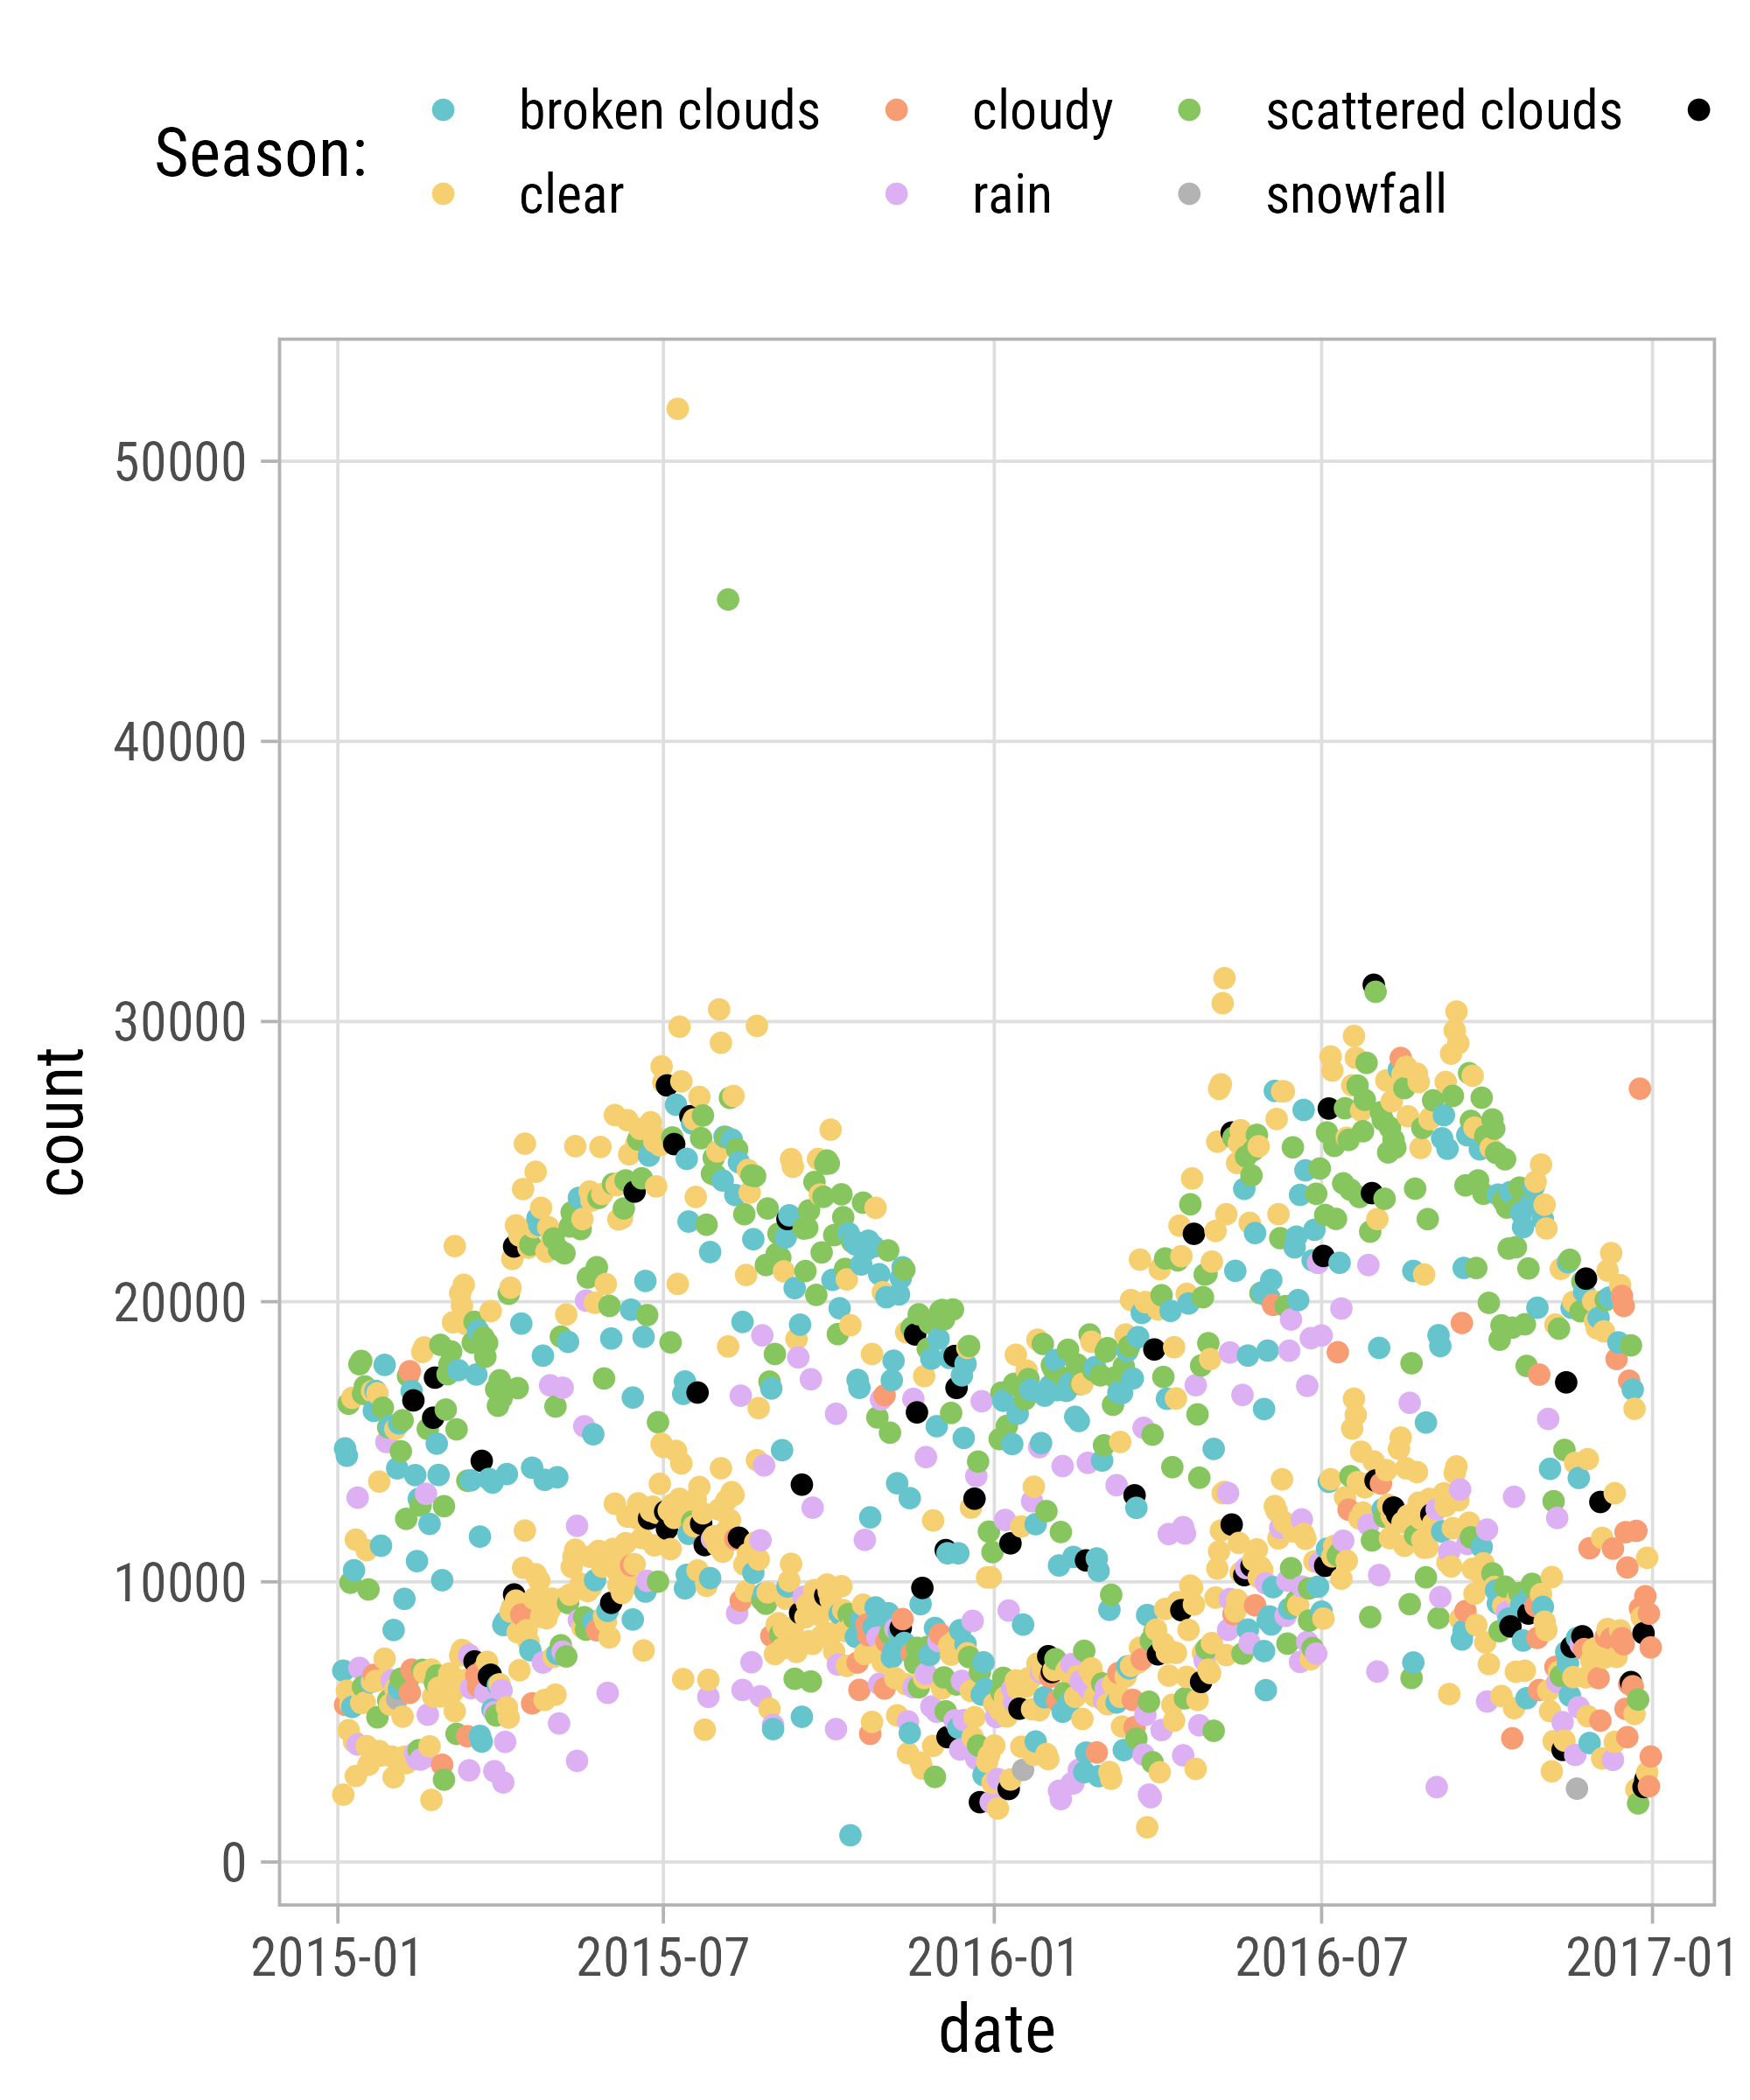 Season:
broken clouds cloudy scattered clouds
clear rain snowfall
50000
40000
30000
20000
10000
0
count
2015-01 2015-07 2016-01 2016-07 2017-01
date